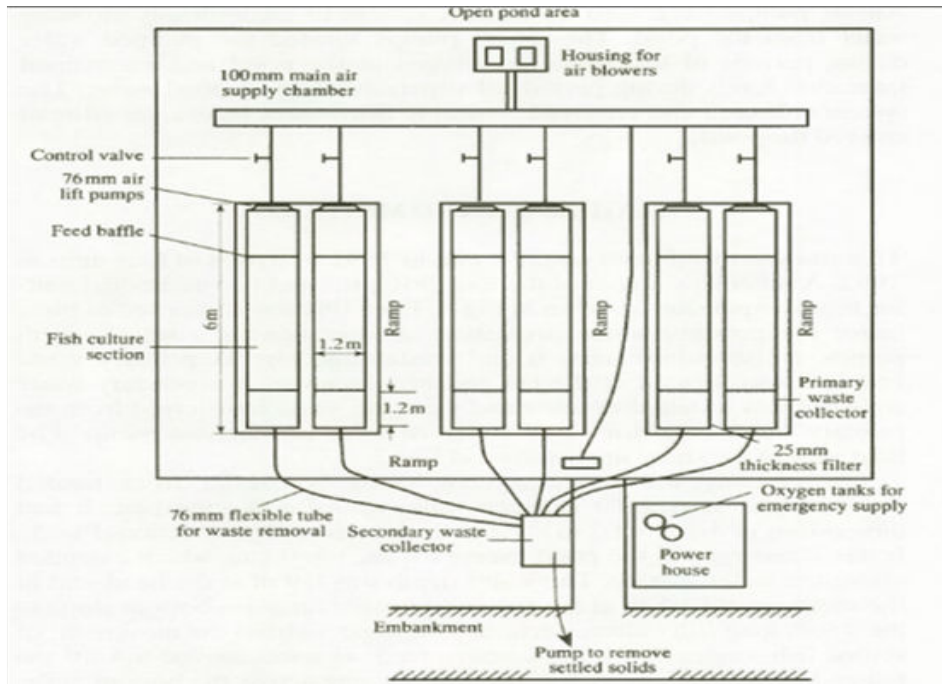 Open pond area
Housing for
air blowers
100mm main air
supply chamber
Control valve
76mm air
lift pumps
Feed baffle
6m
Fish culture
section
1.2m
1.2m
Ramp
Ramp
Ramp
Ramp
Ramp
Primary
waste
collector
25mm
thickness filter
76mm flexible tube
for waste removal
Secondary waste
collector
Oxygen tanks for
emergency supply
Power
house
Embankment
Pump to remove
settled solids